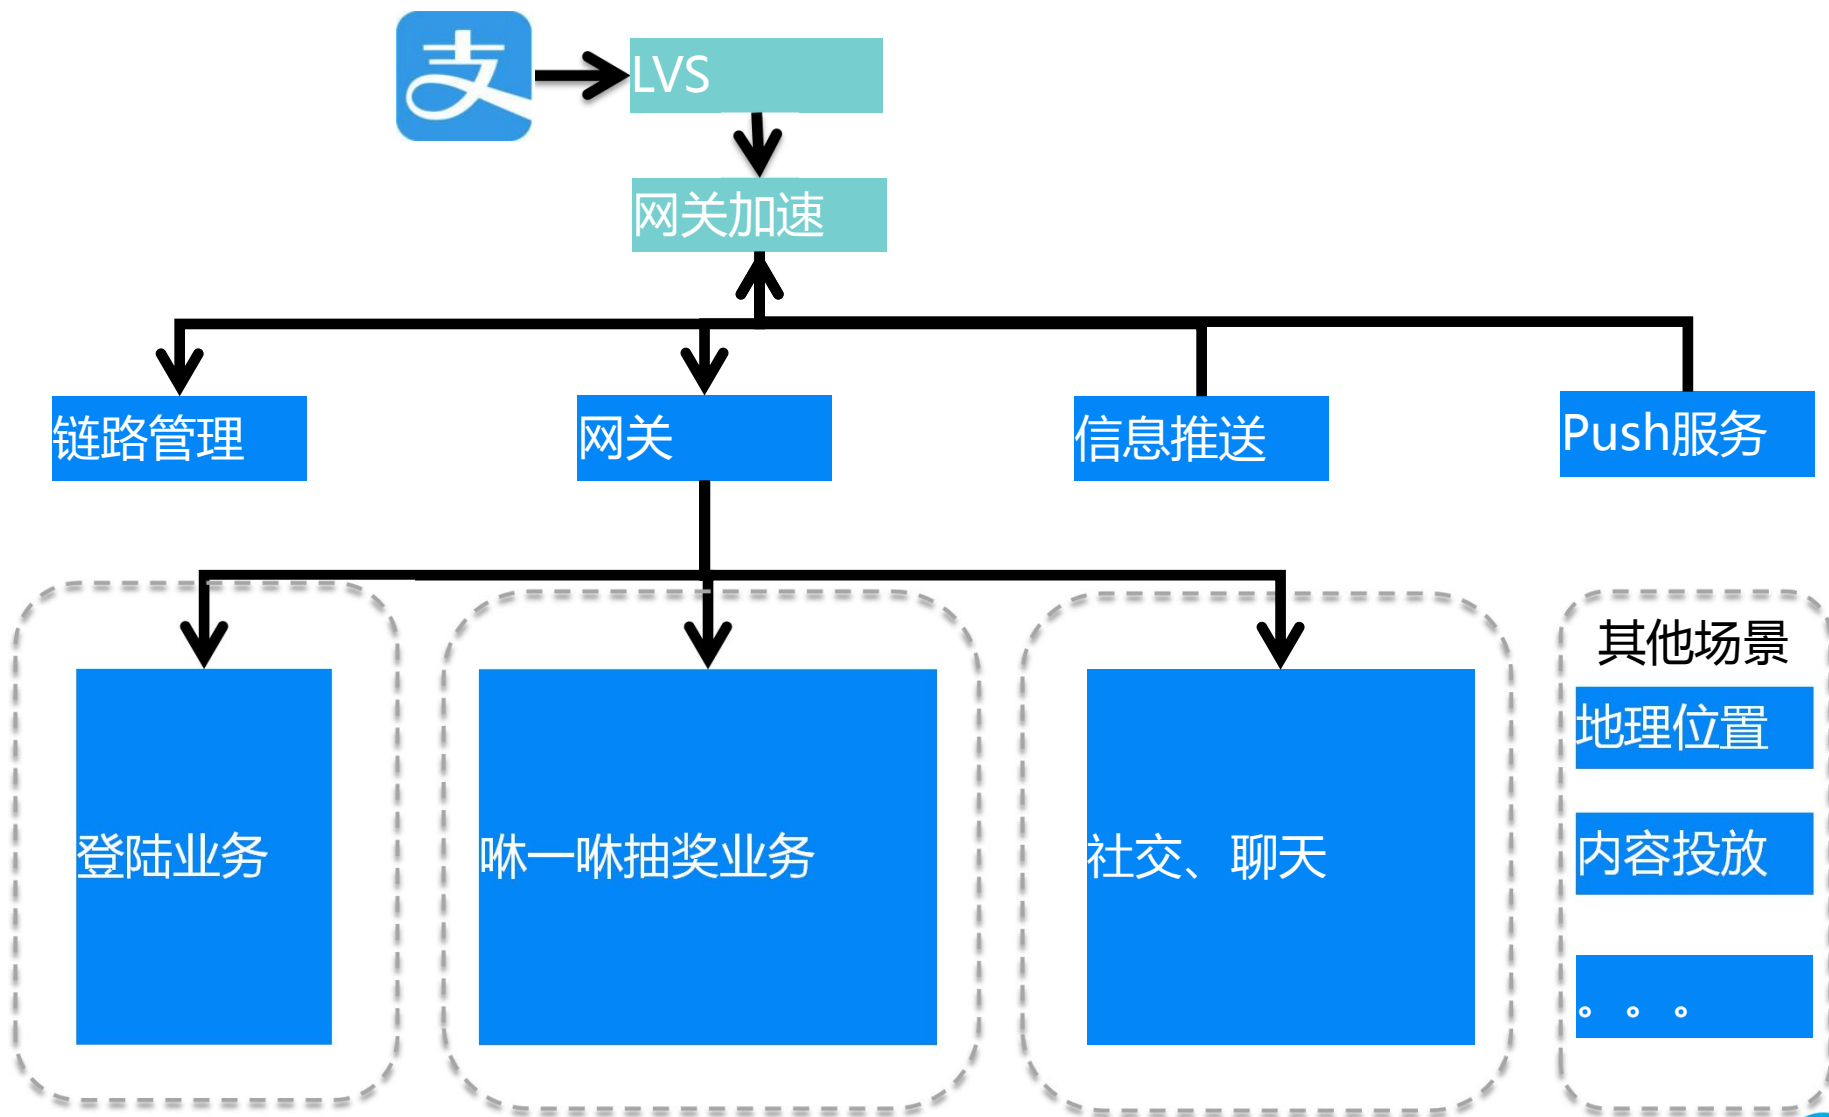 支
LVS
网关加速
链路管理
网关
信息推送
Push服务
其他场景
地理位置
登陆业务
咻一咻抽奖业务
社交、聊天
内容投放
。。。